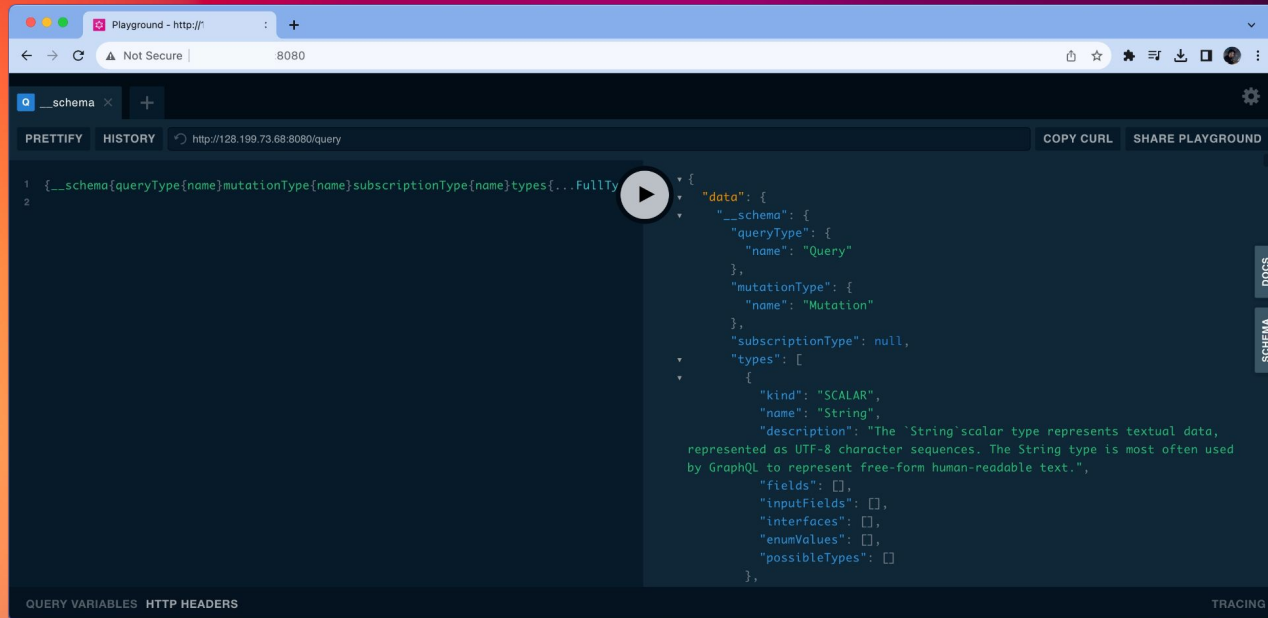 Playground - http://1
Not Secure
:8080
Q __schema
PRETTIFY HISTORY http://128.199.73.68:8080/query COPY CURL SHARE PLAYGROUND
1 {__schema{queryType{name}mutationType{name}subscriptionType{name}types{...FullTy
2
{
"data": {
"__schema": {
"queryType": {
"name": "Query"
},
"mutationType": {
"name": "Mutation"
},
"subscriptionType": null,
"types": [
{
"kind": "SCALAR",
"name": "String",
"description": "The `String`scalar type represents textual data,
represented as UTF-8 character sequences. The String type is most often used
by GraphQL to represent free-form human-readable text.",
"fields": [],
"inputFields": [],
"interfaces": [],
"enumValues": [],
"possibleTypes": []
},
DOCS
SCHEMA
QUERY VARIABLES HTTP HEADERS TRACING